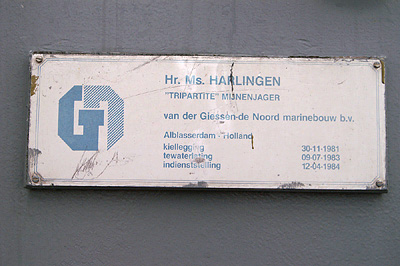 Hr. Ms. HARLINGEN
"TRIPARTITE" MIJNENJAGER
van der Giessen-de Noord marinebouw b.v.
Alblasserdam - Holland
kiellegging 30-11-1981
tewaterlating 09-07-1983
indienststelling 12-04-1984